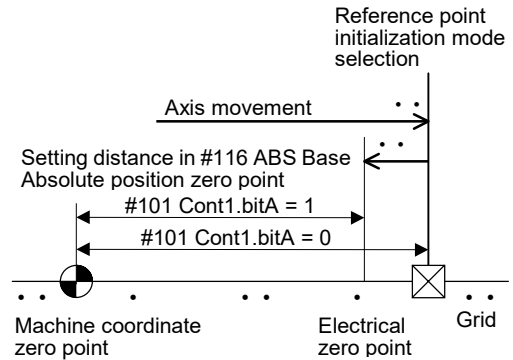 Reference point
initialization mode
selection
Axis movement
Setting distance in #116 ABS Base
Absolute position zero point
#101 Cont1.bitA = 1
#101 Cont1.bitA = 0
Machine coordinate
zero point
Electrical
zero point
Grid